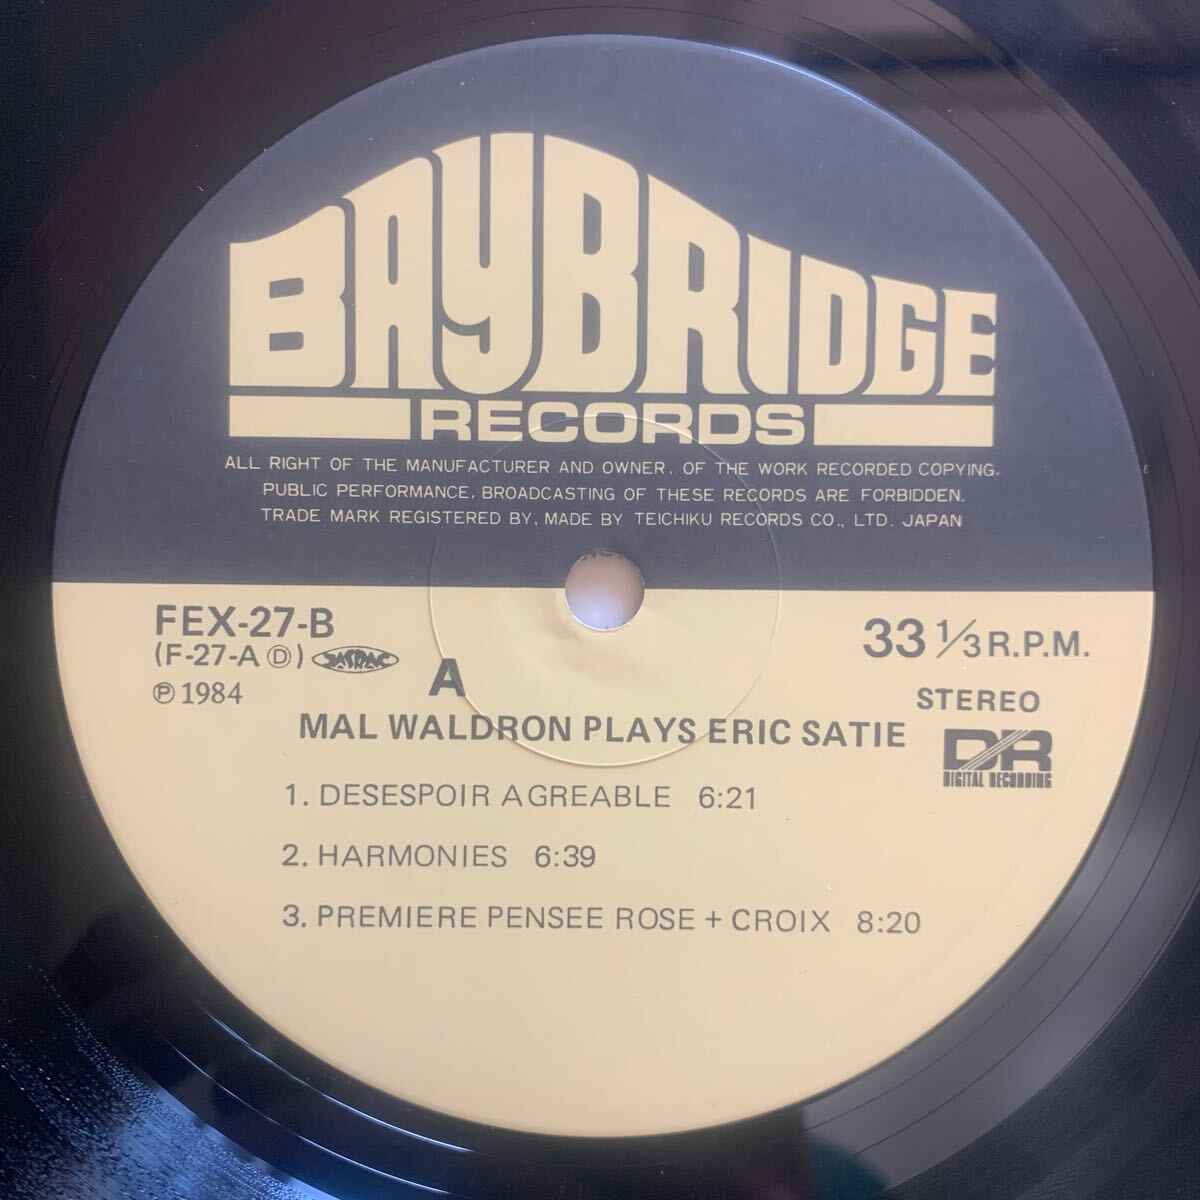 BAYBRIDGE
RECORDS
ALL RIGHT OF THE MANUFACTURER AND OWNER, OF THE WORK RECORDED COPYING.
PUBLIC PERFORMANCE, BROADCASTING OF THESE RECORDS ARE FORBIDDEN.
TRADE MARK REGISTERED BY, MADE BY TEICHIKU RECORDS CO., LTD. JAPAN
FEX-27-B
(F-27-A Ⓓ) JASRAC
℗ 1984
33 1/3 R.P.M.
STEREO
A
MAL WALDRON PLAYS ERIC SATIE
DR
DIGITAL RECORDING
1. DESESPOIR AGREABLE 6:21
2. HARMONIES 6:39
3. PREMIERE PENSEE ROSE + CROIX 8:20